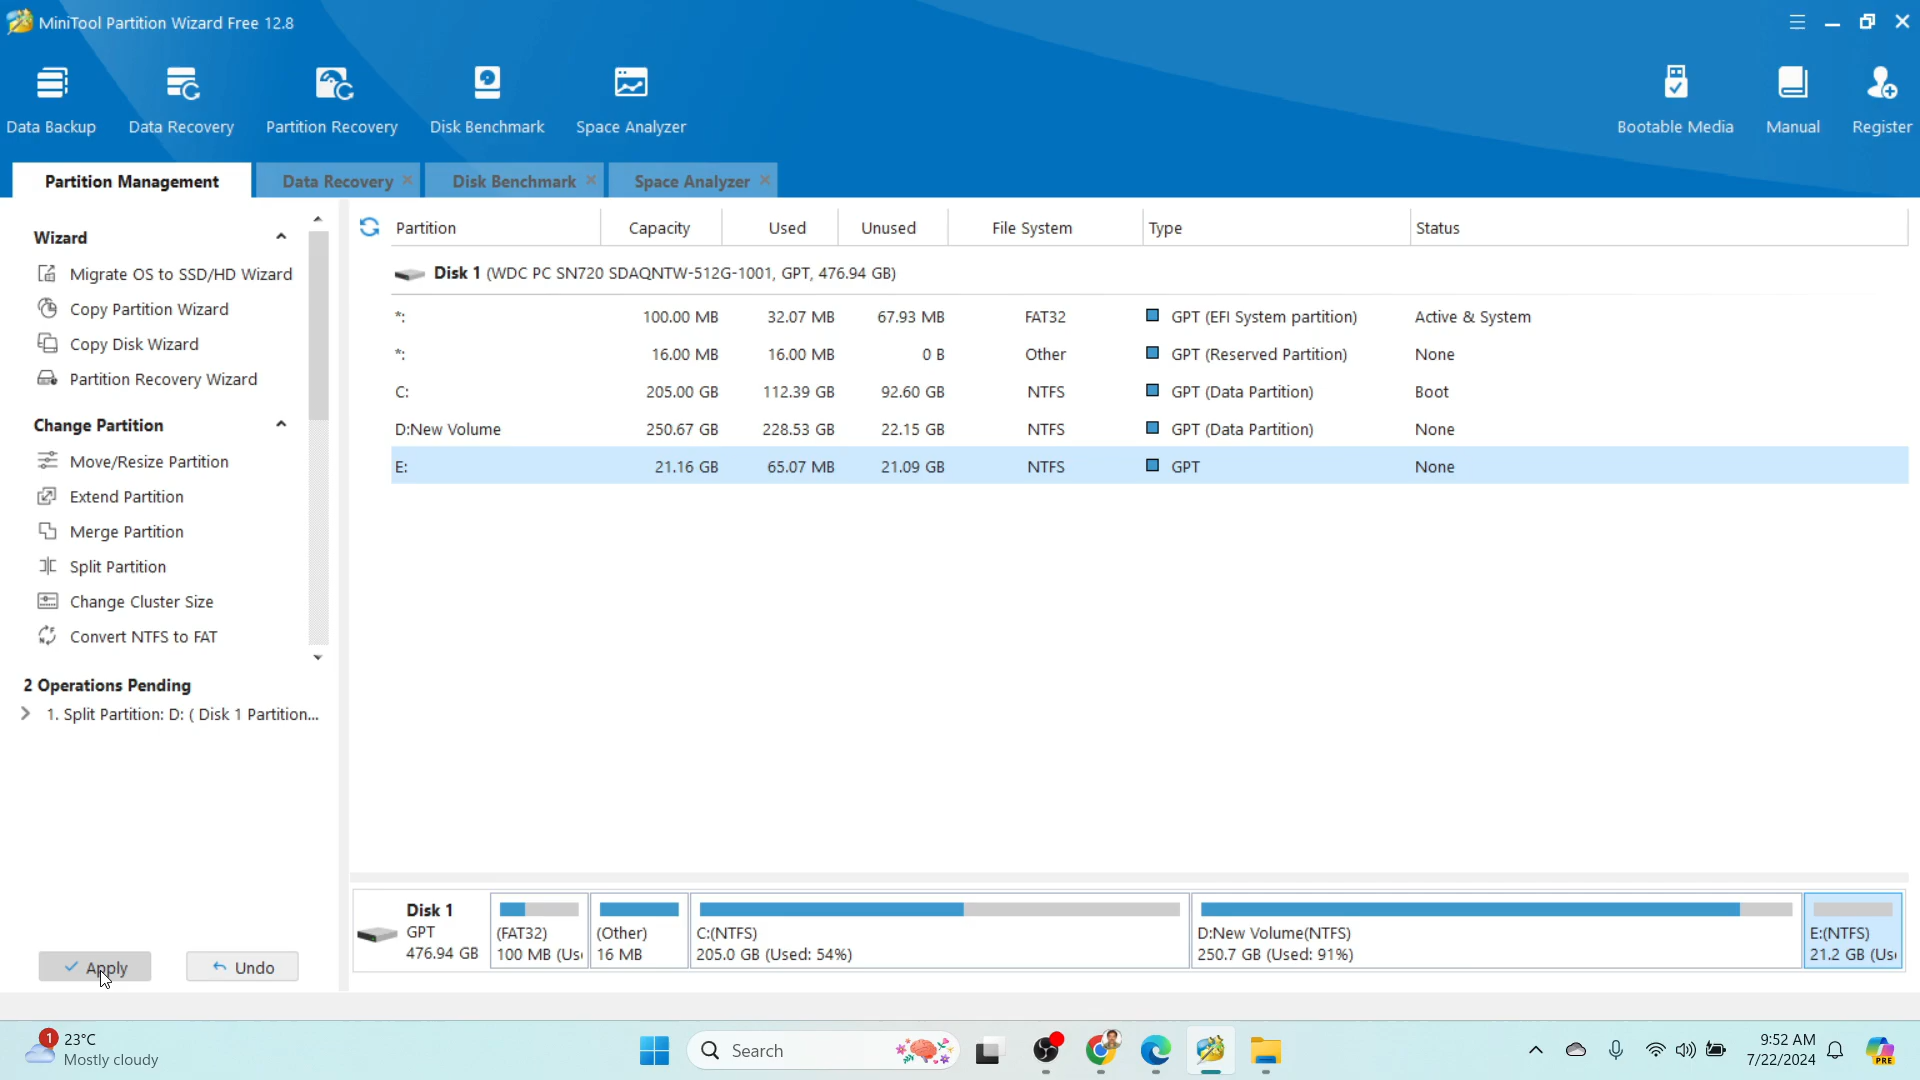 MiniTool Partition Wizard Free 12.8
Data Backup
Data Recovery
Partition Recovery
Disk Benchmark
Space Analyzer
Bootable Media
Manual
Register
Partition Management
Data Recovery
Disk Benchmark
Space Analyzer
Wizard
Migrate OS to SSD/HD Wizard
Copy Partition Wizard
Copy Disk Wizard
Partition Recovery Wizard
Change Partition
Move/Resize Partition
Extend Partition
Merge Partition
Split Partition
Change Cluster Size
Convert NTFS to FAT
2 Operations Pending
1. Split Partition: D: ( Disk 1 Partition...
Apply
Undo
Partition Capacity Used Unused File System Type Status
Disk 1 (WDC PC SN720 SDAQNTW-512G-1001, GPT, 476.94 GB)
*: 100.00 MB 32.07 MB 67.93 MB FAT32 GPT (EFI System partition) Active & System
*: 16.00 MB 16.00 MB 0 B Other GPT (Reserved Partition) None
C: 205.00 GB 112.39 GB 92.60 GB NTFS GPT (Data Partition) Boot
D:New Volume 250.67 GB 228.53 GB 22.15 GB NTFS GPT (Data Partition) None
E: 21.16 GB 65.07 MB 21.09 GB NTFS GPT None
Disk 1
GPT
476.94 GB
(FAT32)
100 MB (Us
(Other)
16 MB
C:(NTFS)
205.0 GB (Used: 54%)
D:New Volume(NTFS)
250.7 GB (Used: 91%)
E:(NTFS)
21.2 GB (Us
1
23°C
Mostly cloudy
Search
9:52 AM
7/22/2024
PRE